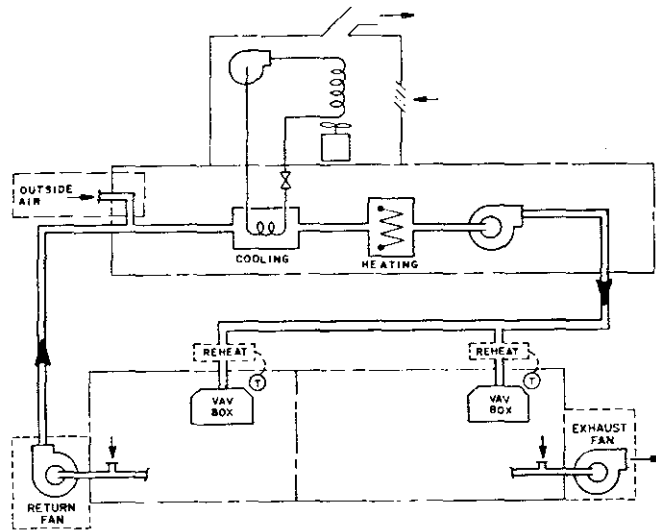 OUTSIDE
AIR
COOLING
HEATING
REHEAT
REHEAT
T
T
VAV
BOX
VAV
BOX
EXHAUST
FAN
RETURN
FAN